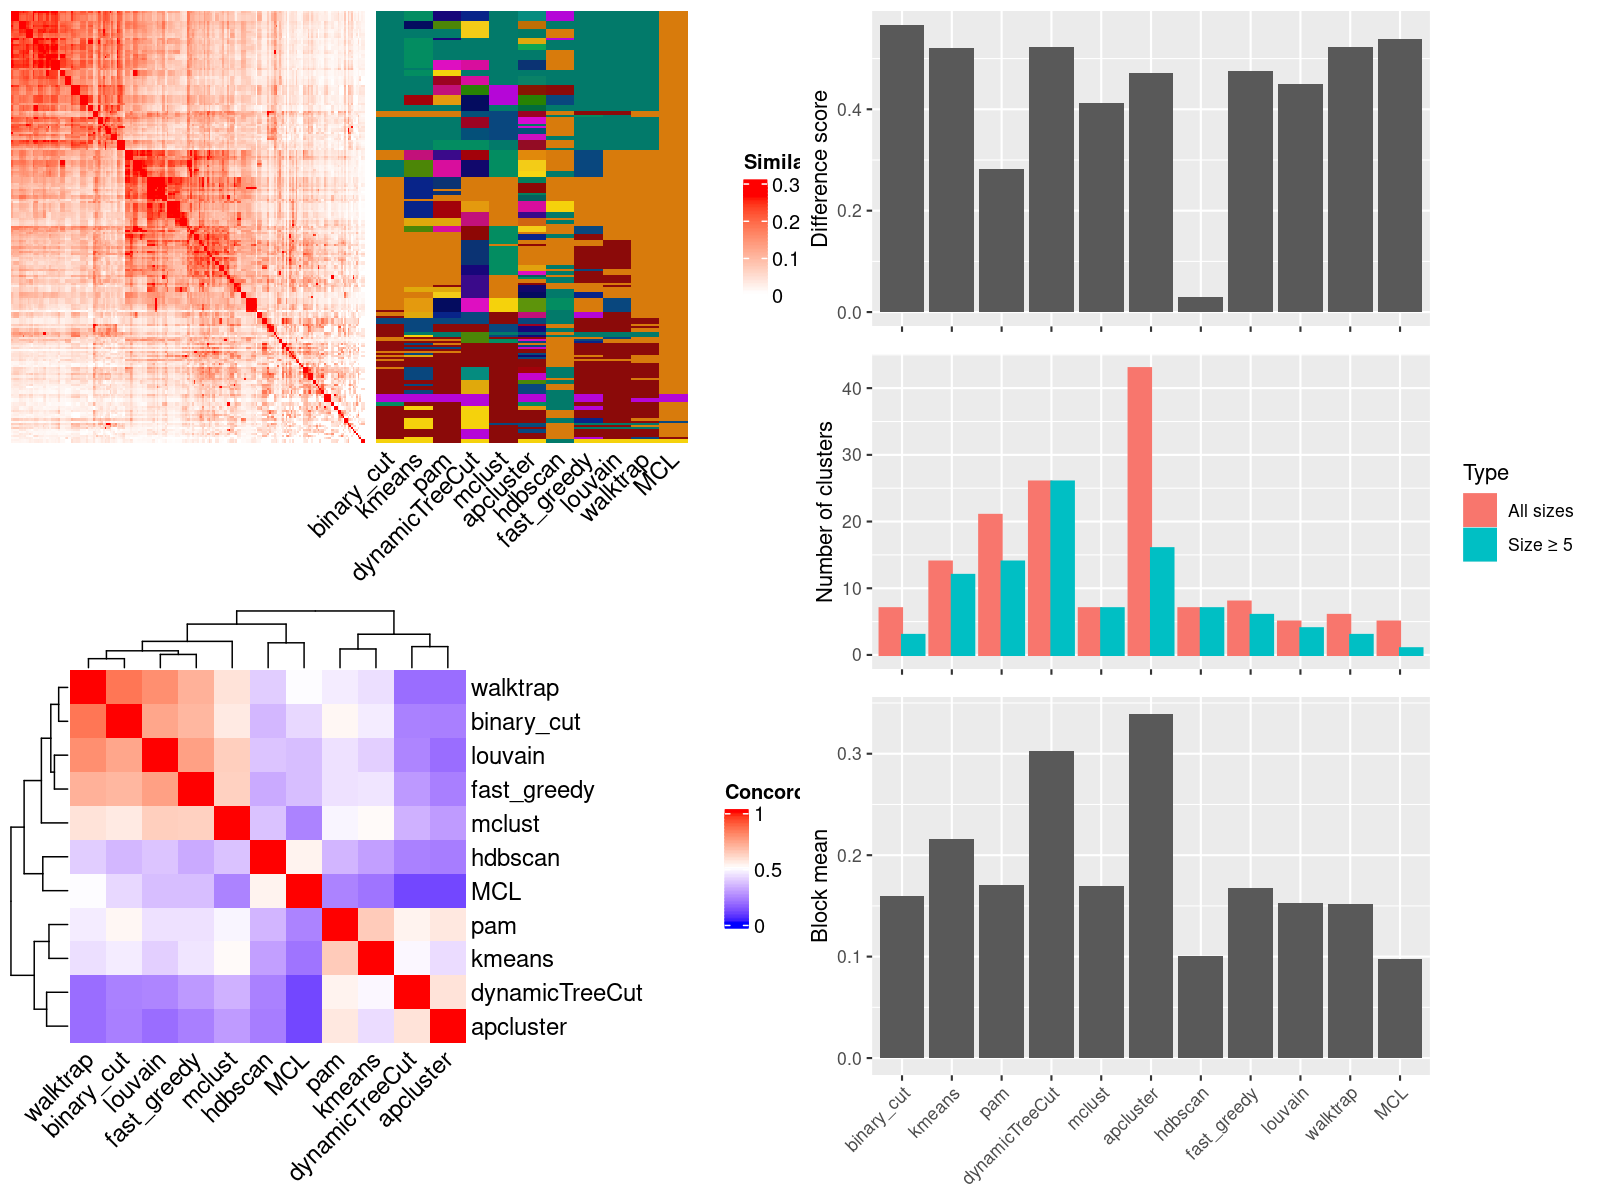 Simila
0.3
0.2
0.1
0
binary_cut
kmeans
pam
dynamicTreeCut
mclust
apcluster
hdbscan
fast_greedy
louvain
walktrap
MCL
Difference score
0.4
0.2
0.0
Number of clusters
40
30
20
10
0
Type
All sizes
Size ≥ 5
walktrap
binary_cut
louvain
fast_greedy
mclust
hdbscan
MCL
pam
kmeans
dynamicTreeCut
apcluster
walktrap
binary_cut
louvain
fast_greedy
mclust
hdbscan
MCL
pam
kmeans
dynamicTreeCut
apcluster
Concord
1
0.5
0
Block mean
0.3
0.2
0.1
0.0
binary_cut
kmeans
pam
dynamicTreeCut
mclust
apcluster
hdbscan
fast_greedy
louvain
walktrap
MCL